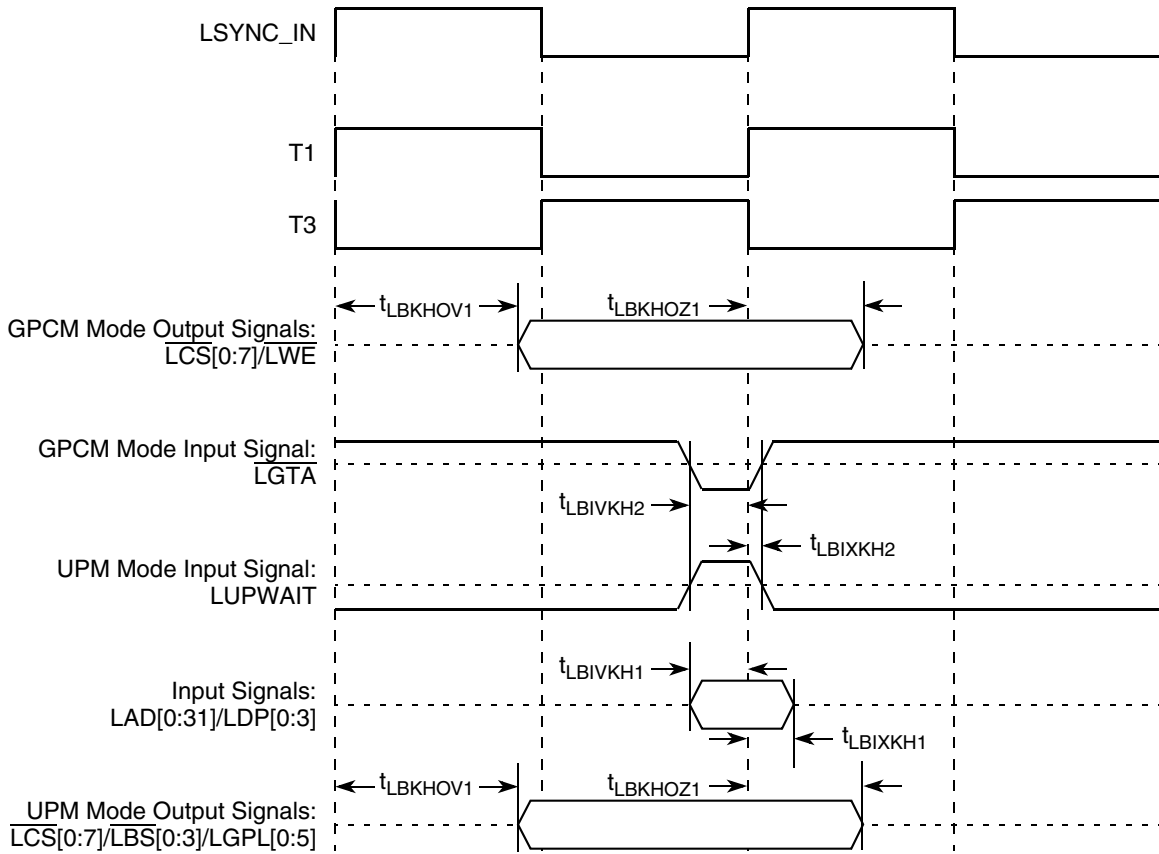 LSYNC_IN
T1
T3
tLBKHOV1
tLBKHOZ1
GPCM Mode Output Signals:
LCS[0:7]/LWE
GPCM Mode Input Signal:
LGTA
tLBIVKH2
tLBIXKH2
UPM Mode Input Signal:
LUPWAIT
tLBIVKH1
Input Signals:
LAD[0:31]/LDP[0:3]
tLBIXKH1
tLBKHOV1
tLBKHOZ1
UPM Mode Output Signals:
LCS[0:7]/LBS[0:3]/LGPL[0:5]